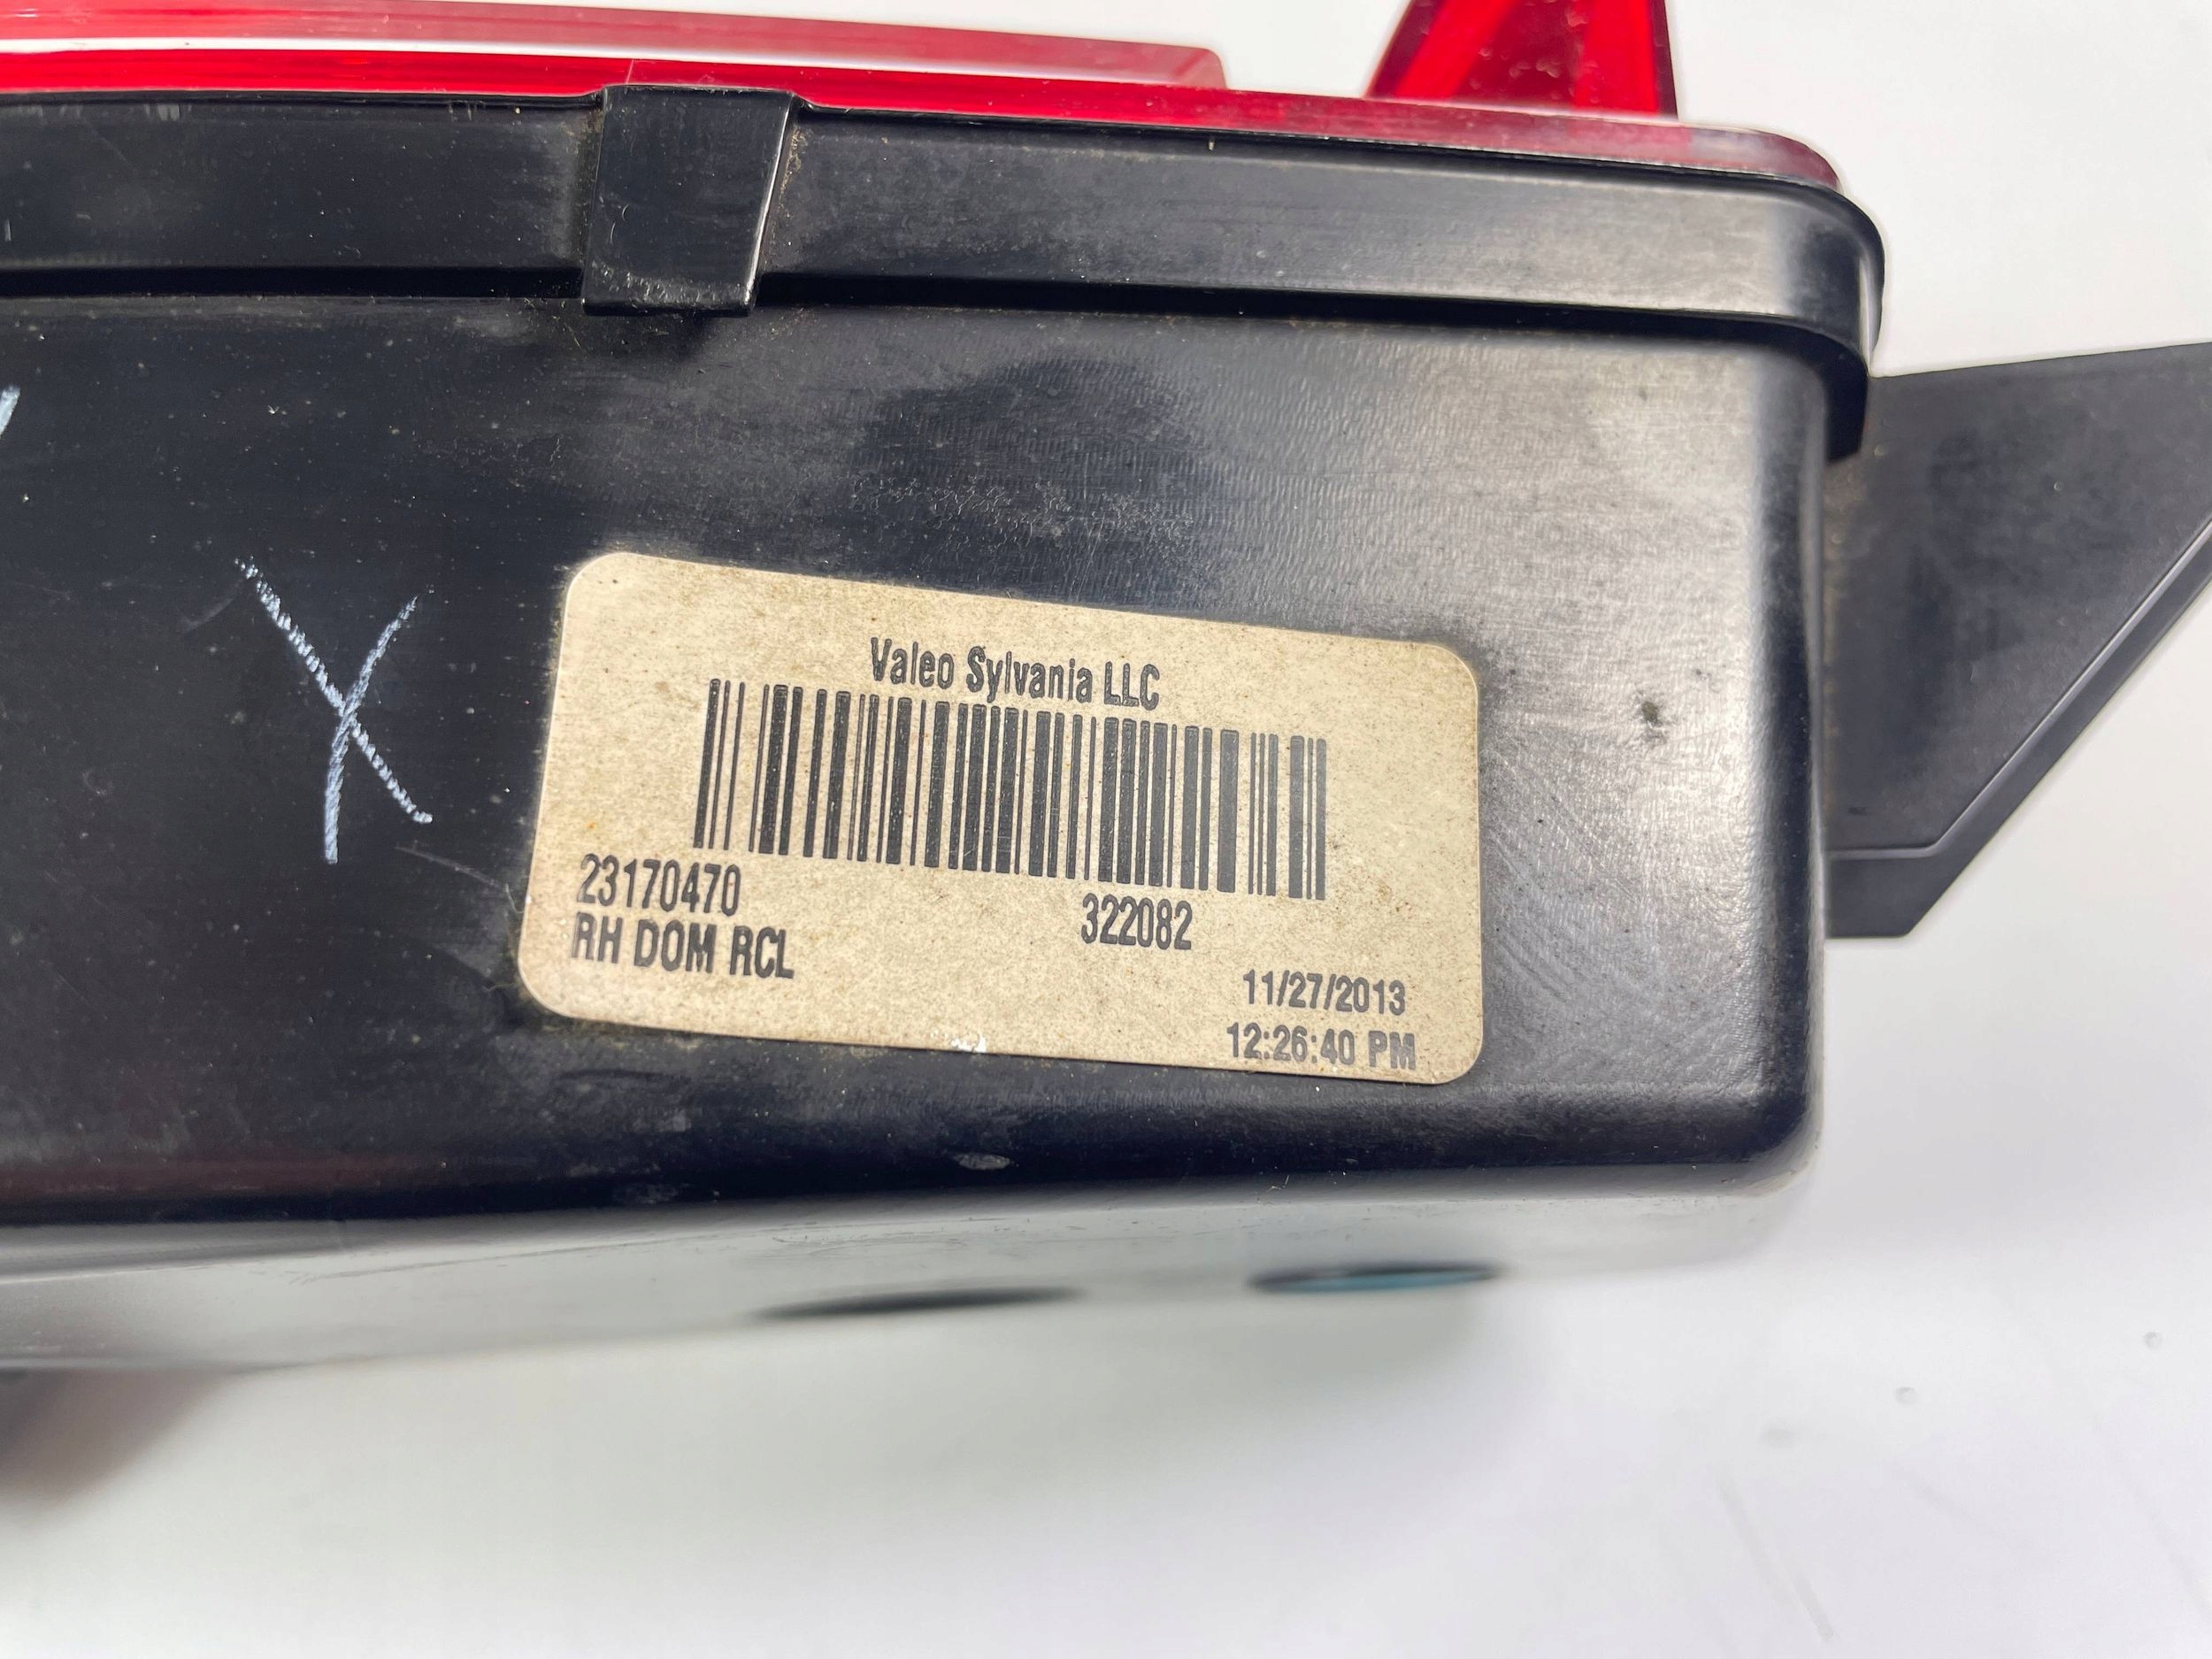 X
Valeo Sylvania LLC
23170470
322082
RH DOM RCL
11/27/2013
12:26:40 PM